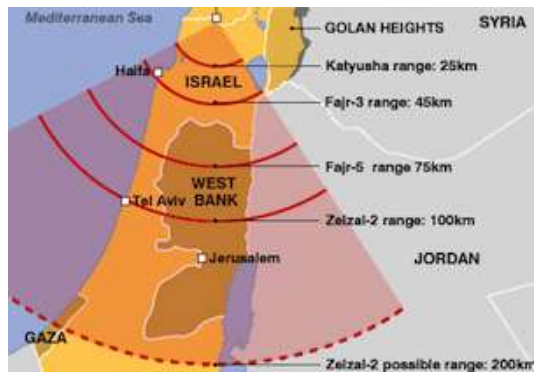 Mediterranean Sea
SYRIA
GOLAN HEIGHTS
Haifa
ISRAEL
Katyusha range: 25km
Fajr-3 range: 45km
Fajr-5 range 75km
WEST
BANK
Tel Aviv
Zelzal-2 range: 100km
Jerusalem
JORDAN
GAZA
Zelzal-2 possible range: 200km